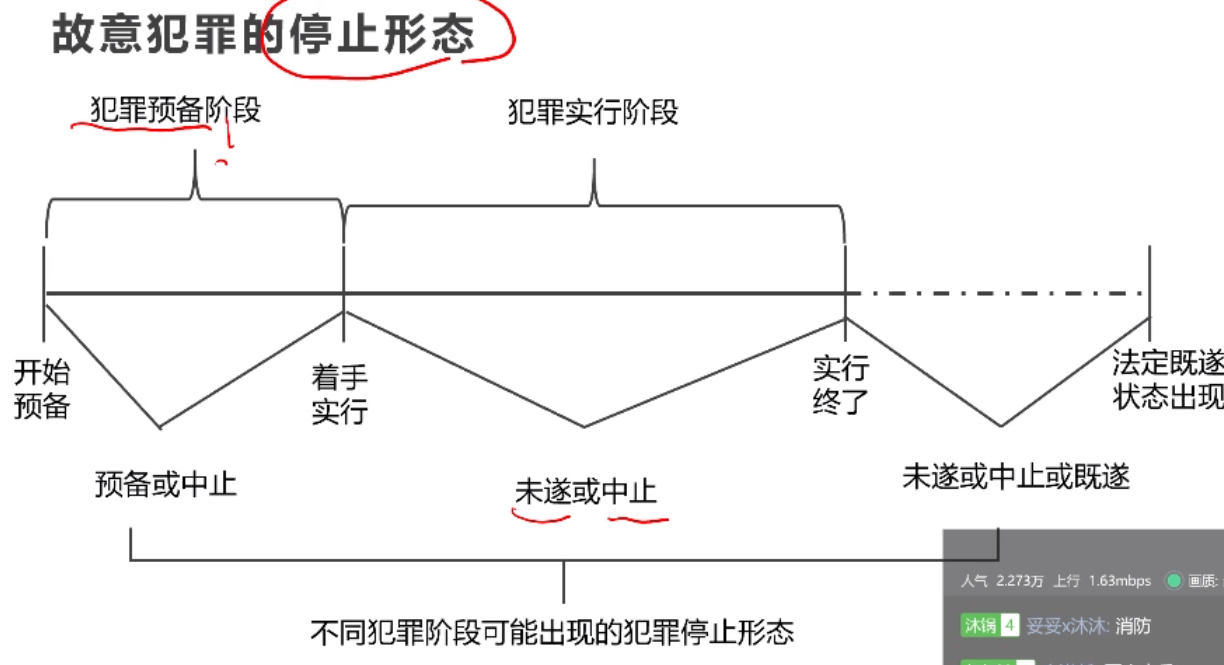 故意犯罪的停止形态
犯罪预备阶段
犯罪实行阶段
开始
预备
着手
实行
实行
终了
法定既遂
状态出现
预备或中止
未遂或中止
未遂或中止或既遂
不同犯罪阶段可能出现的犯罪停止形态
人气 2.273万 上行 1.63mbps 画质:
沐锅 4 妥妥x沐沐: 消防